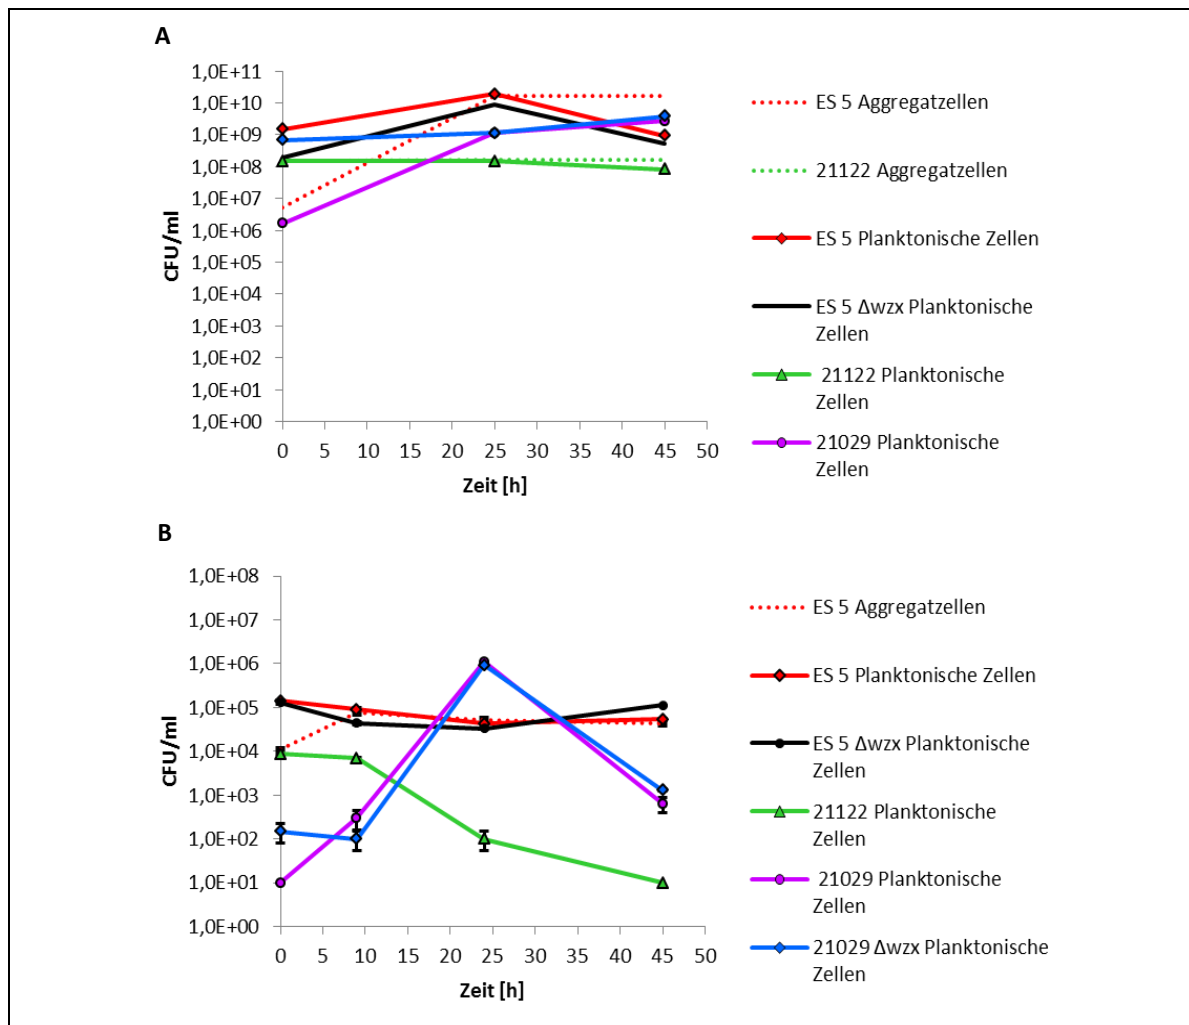 A
1,0E+11
1,0E+10
1,0E+09
1,0E+08
1,0E+07
1,0E+06
1,0E+05
1,0E+04
1,0E+03
1,0E+02
1,0E+01
1,0E+00
CFU/ml
0 5 10 15 20 25 30 35 40 45 50
Zeit [h]
ES 5 Aggregatzellen
21122 Aggregatzellen
ES 5 Planktonische Zellen
ES 5 Δwzx Planktonische
Zellen
21122 Planktonische
Zellen
21029 Planktonische
Zellen
B
1,0E+08
1,0E+07
1,0E+06
1,0E+05
1,0E+04
1,0E+03
1,0E+02
1,0E+01
1,0E+00
CFU/ml
0 5 10 15 20 25 30 35 40 45 50
Zeit [h]
ES 5 Aggregatzellen
ES 5 Planktonische Zellen
ES 5 Δwzx Planktonische
Zellen
21122 Planktonische
Zellen
21029 Planktonische
Zellen
21029 Δwzx Planktonische
Zellen